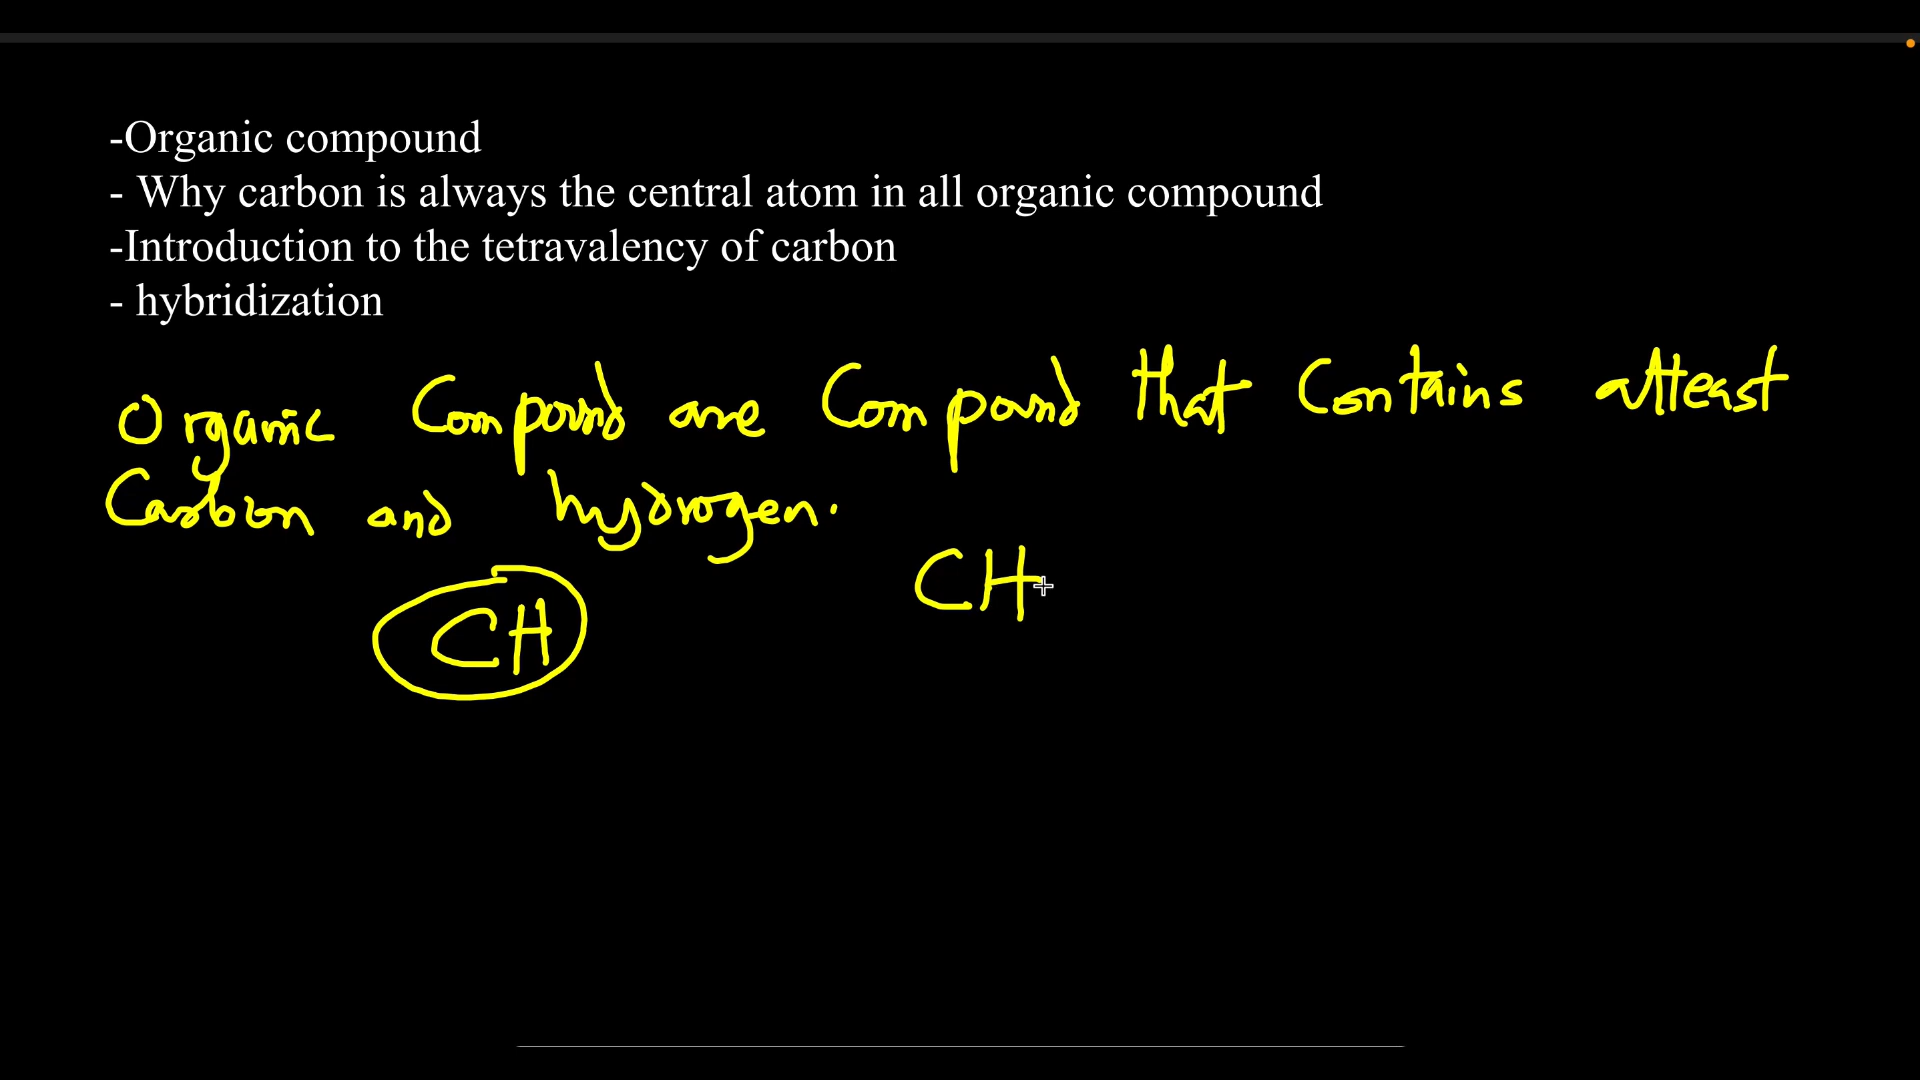 -Organic compound
- Why carbon is always the central atom in all organic compound
-Introduction to the tetravalency of carbon
- hybridization
Organic Compound are Compound that Contains atleast
Carbon and hydrogen.
CH
CH